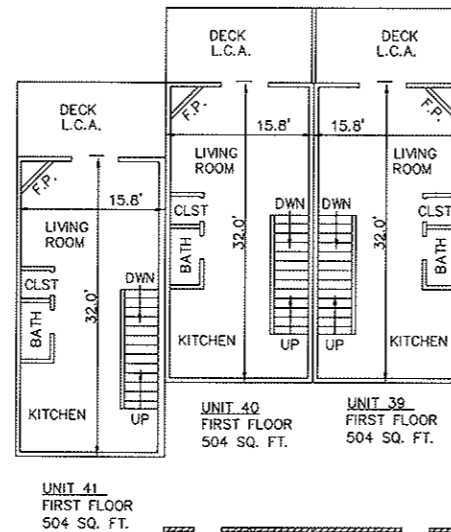 DECK
L.C.A.
F.P.
15.8'
LIVING
ROOM
DWN
CLST
BATH
32.0'
KITCHEN
UP
UNIT 41
FIRST FLOOR
504 SQ. FT.
DECK
L.C.A.
F.P.
15.8'
LIVING
ROOM
CLST
DWN
BATH
32.0'
KITCHEN
UP
UNIT 40
FIRST FLOOR
504 SQ. FT.
DECK
L.C.A.
F.P.
15.8'
LIVING
ROOM
DWN
CLST
BATH
32.0'
KITCHEN
UP
UNIT 39
FIRST FLOOR
504 SQ. FT.